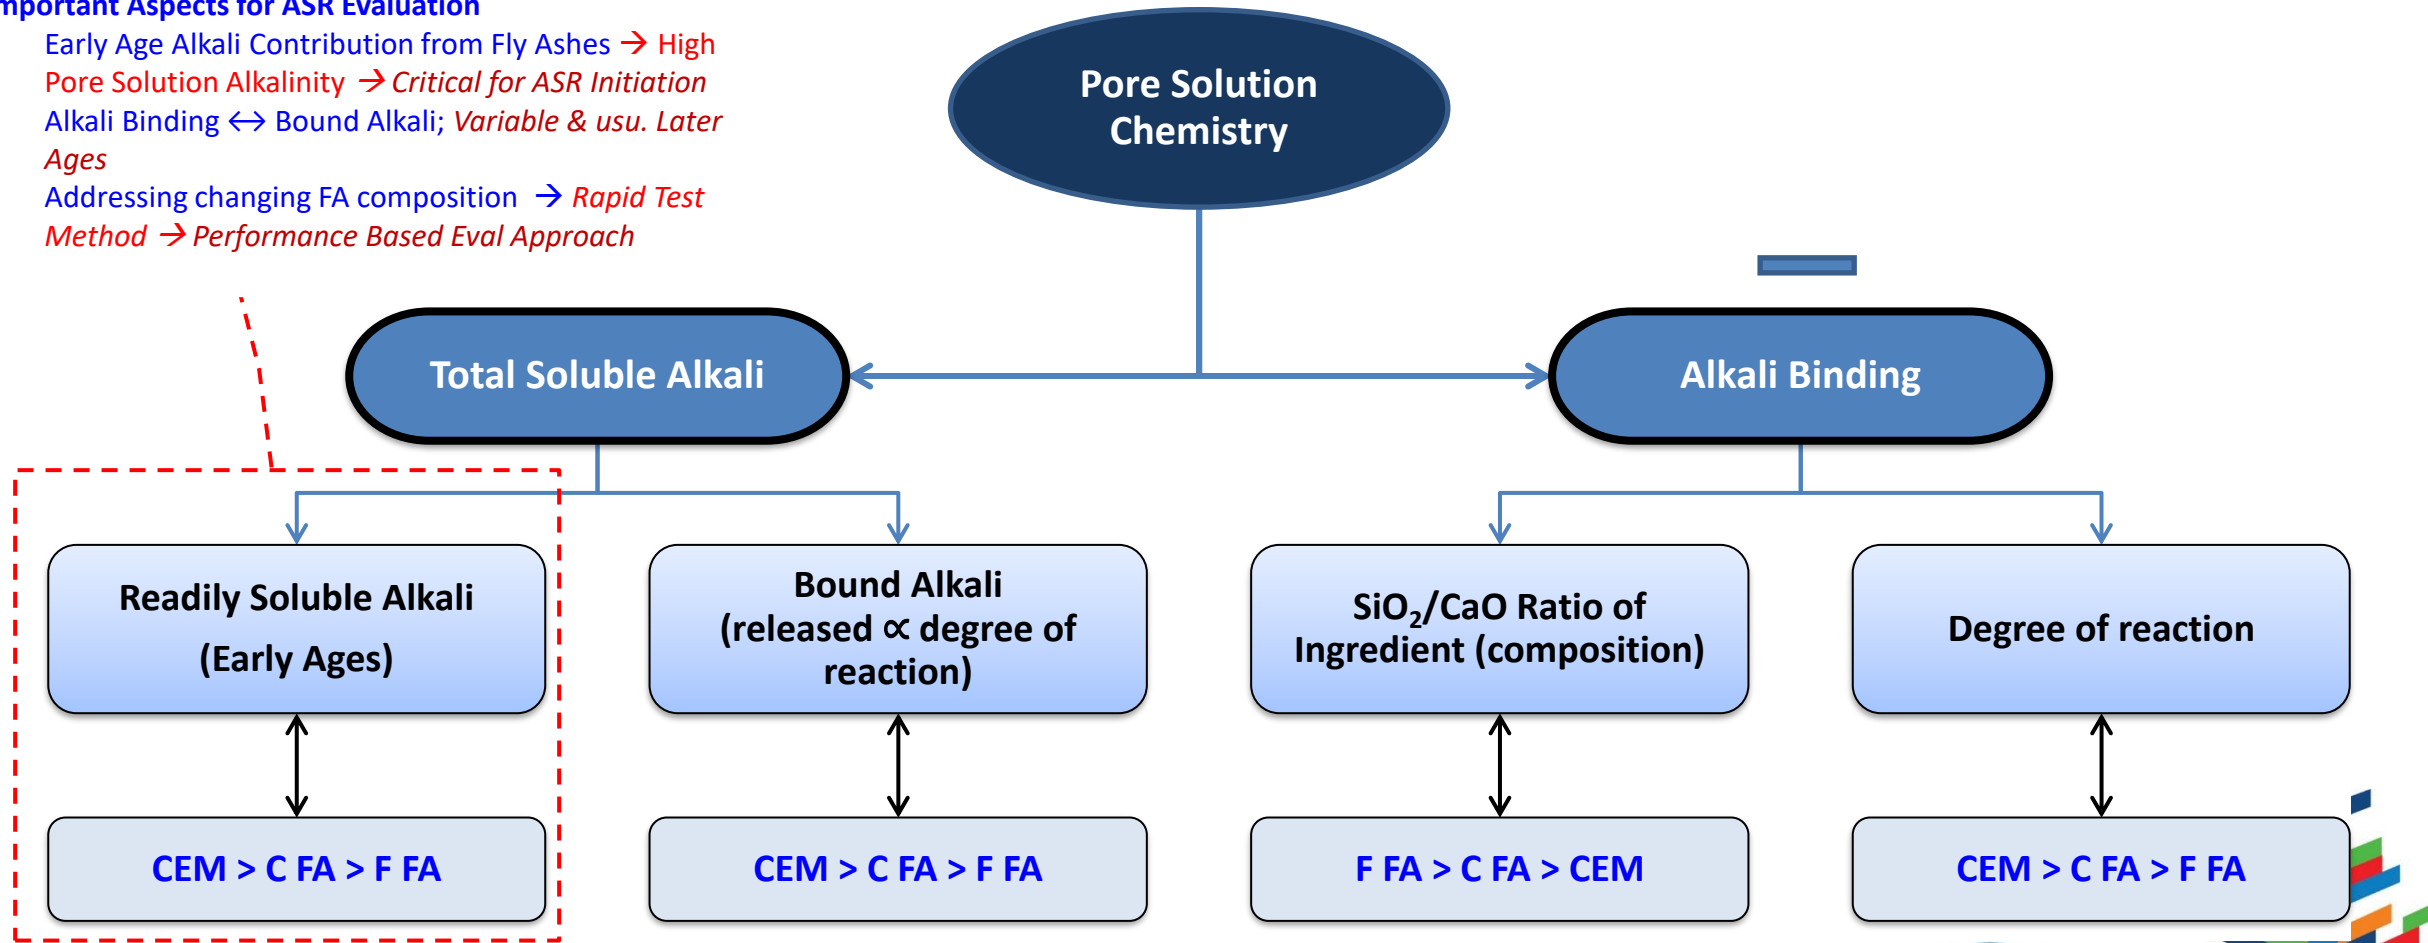 mportant Aspects for ASR Evaluation
Early Age Alkali Contribution from Fly Ashes → High
Pore Solution Alkalinity → Critical for ASR Initiation
Alkali Binding ↔ Bound Alkali; Variable & usu. Later
Ages
Addressing changing FA composition → Rapid Test
Method → Performance Based Eval Approach
Pore Solution
Chemistry
Total Soluble Alkali
Alkali Binding
Readily Soluble Alkali
(Early Ages)
Bound Alkali
(released ∝ degree of
reaction)
SiO₂/CaO Ratio of
Ingredient (composition)
Degree of reaction
CEM > C FA > F FA
CEM > C FA > F FA
F FA > C FA > CEM
CEM > C FA > F FA